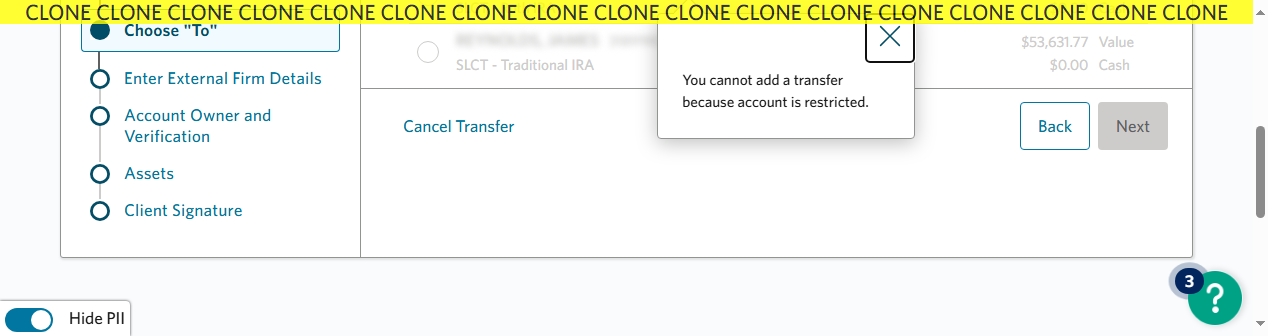 CLONE CLONE CLONE CLONE CLONE CLONE CLONE CLONE CLONE CLONE CLONE CLONE CLONE CLONE CLONE CLONE CLONE
Choose "To"
Enter External Firm Details
Account Owner and
Verification
Assets
Client Signature
SLCT - Traditional IRA
$53,631.77 Value
$0.00 Cash
You cannot add a transfer
because account is restricted.
Cancel Transfer
Back
Next
3
?
Hide PII